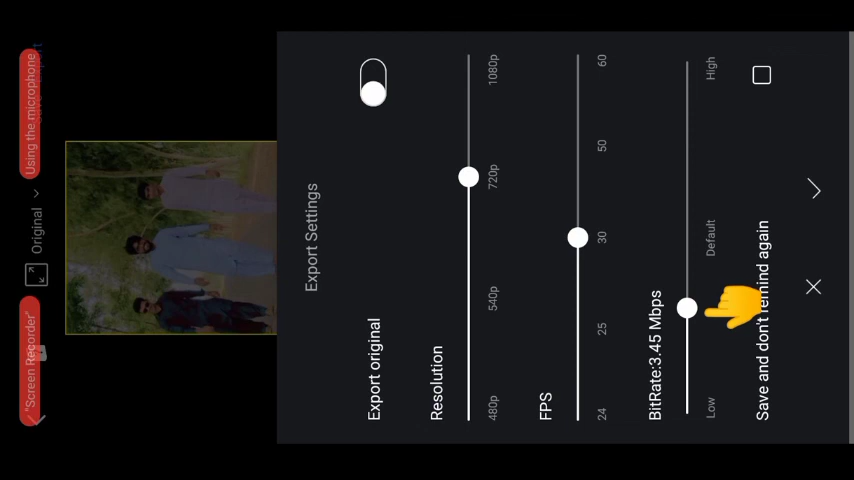 "Screen Recorder"
Using the microphone
Original
Export Settings
Export original
Resolution
480p 540p 720p 1080p
FPS
24 25 30 50 60
BitRate:3.45 Mbps
Low Default High
Save and don't remind again